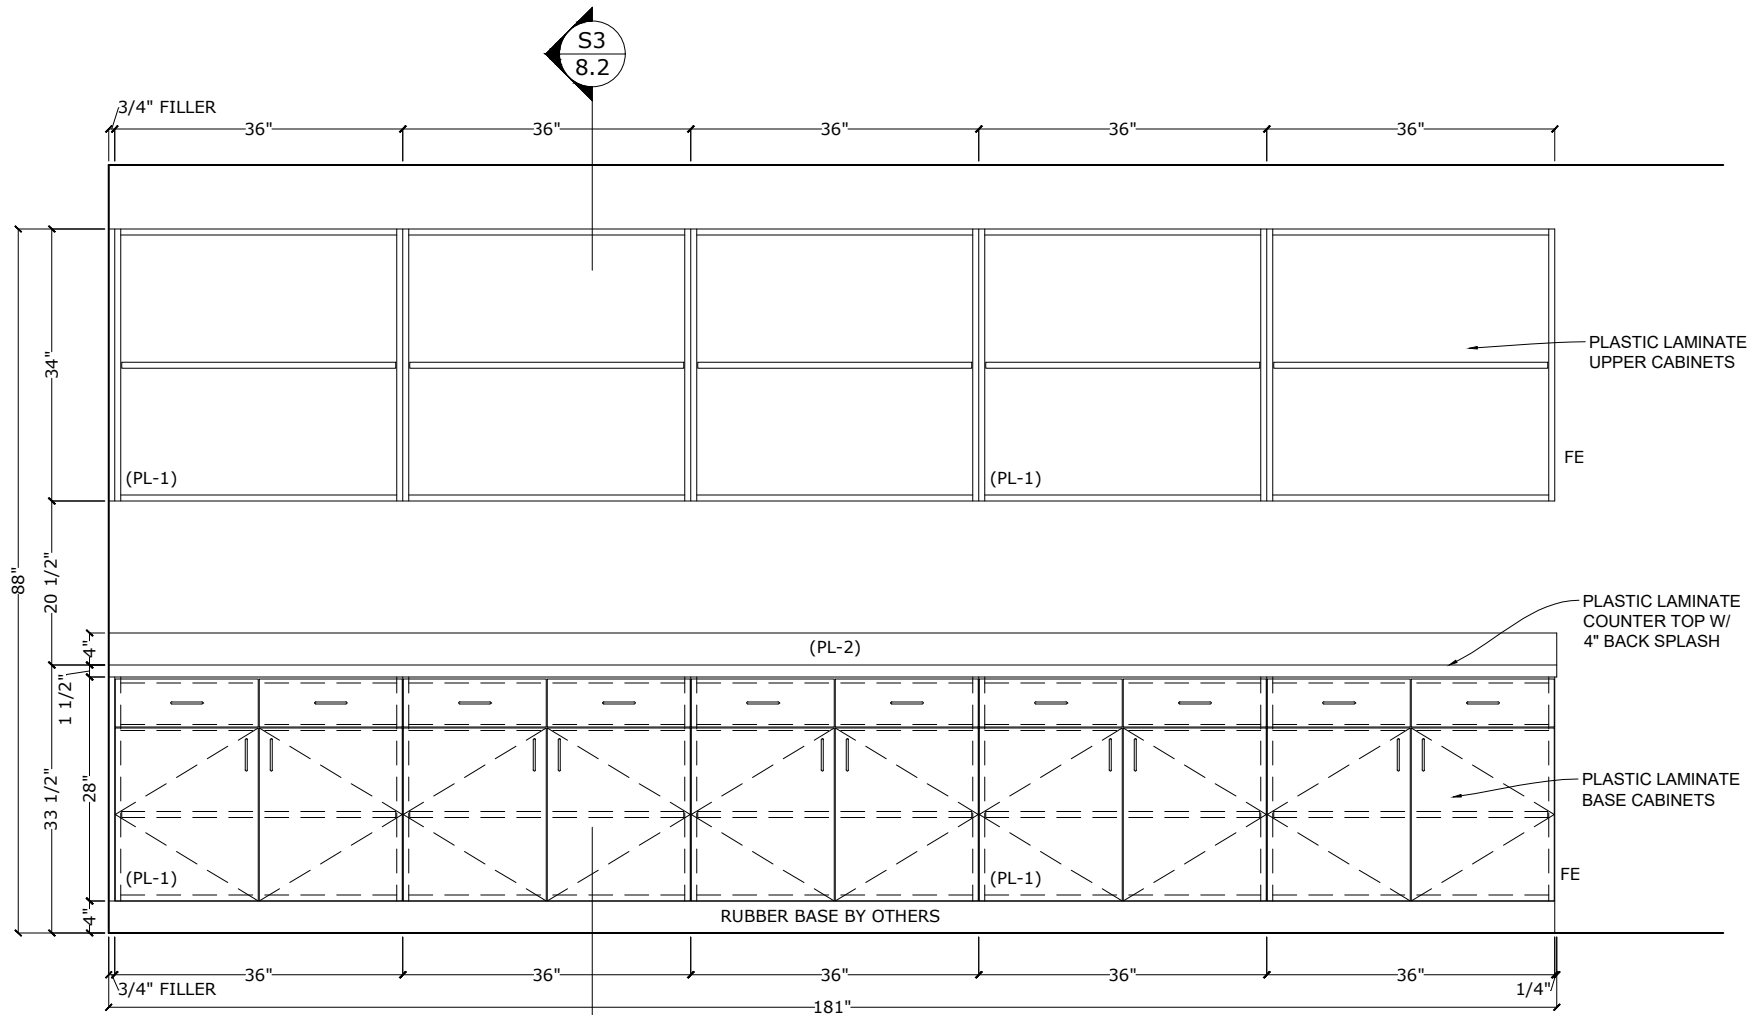 S3
8.2
3/4" FILLER
36"
36"
36"
36"
36"
34"
PLASTIC LAMINATE
UPPER CABINETS
(PL-1)
(PL-1)
FE
88"
20 1/2"
PLASTIC LAMINATE
COUNTER TOP W/
4" BACK SPLASH
4"
(PL-2)
1 1/2"
33 1/2"
28"
PLASTIC LAMINATE
BASE CABINETS
(PL-1)
(PL-1)
FE
4"
RUBBER BASE BY OTHERS
36"
36"
36"
36"
36"
3/4" FILLER
1/4"
181"